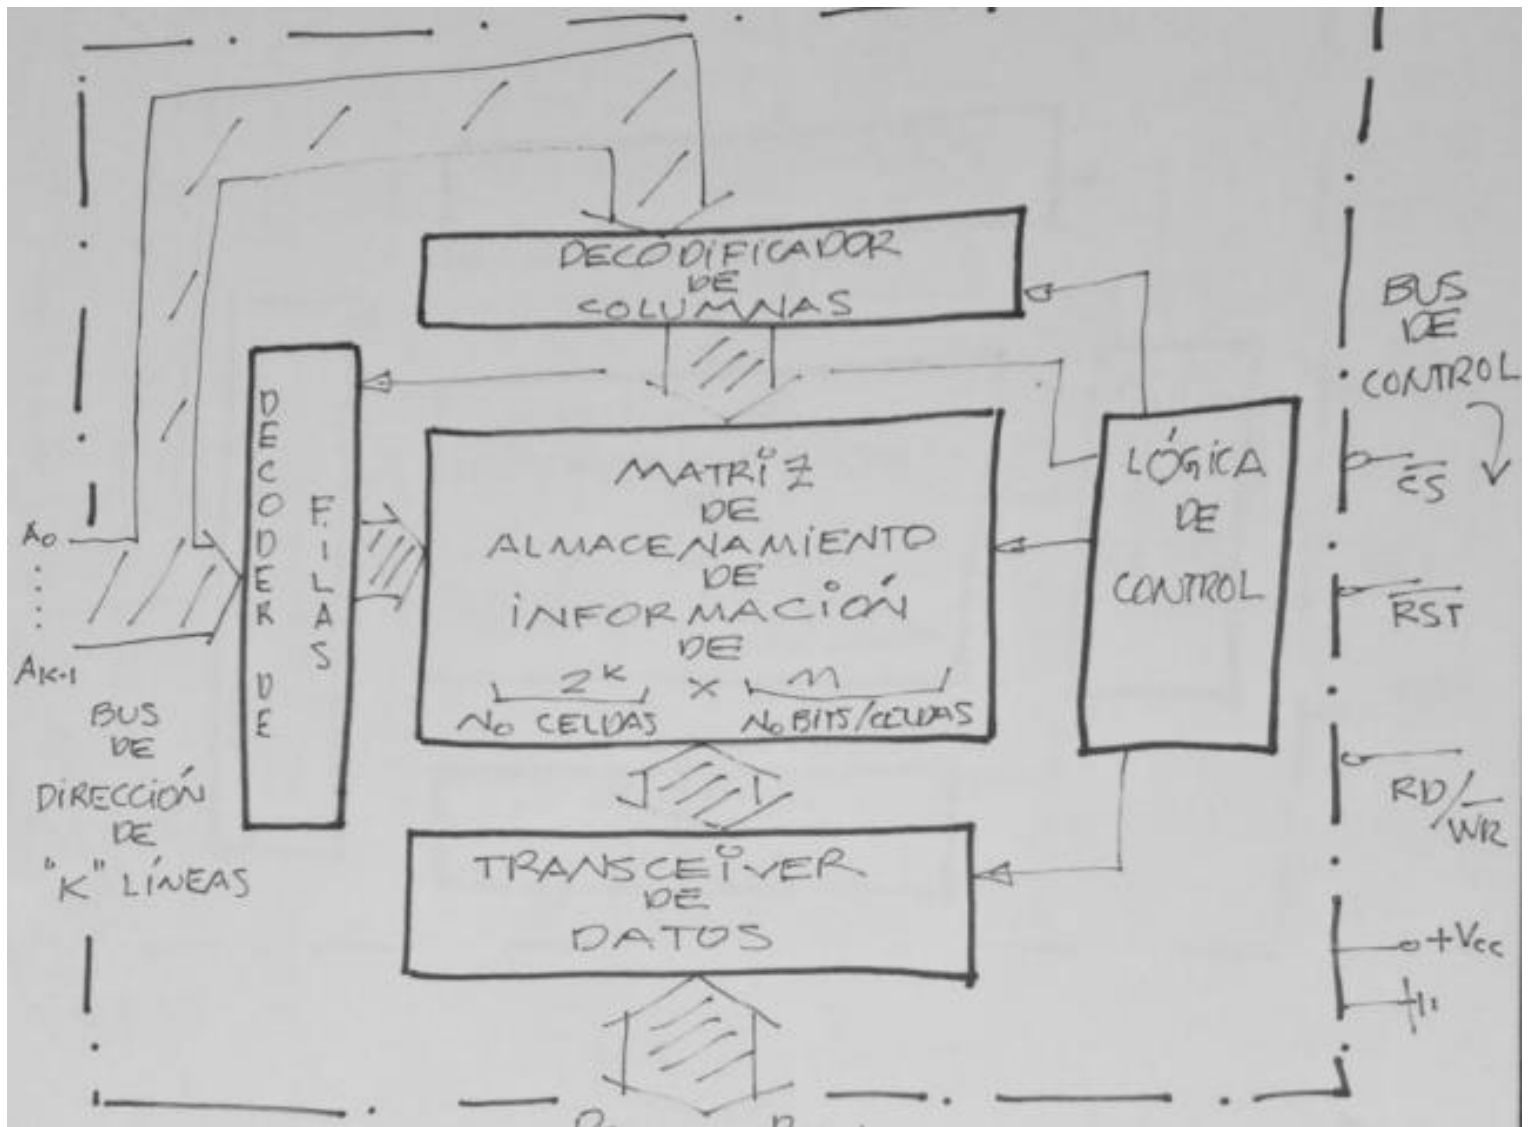 DECODIFICADOR
DE
COLUMNAS
DECODER DE
FILAS
MATRIZ
DE
ALMACENAMIENTO
DE
INFORMACIÓN
DE
2^K x n
No CELDAS No BITS/CELDAS
LÓGICA
DE
CONTROL
TRANSCEIVER
DE
DATOS
A0
AK-1
BUS
DE
DIRECCIÓN
DE
"K" LÍNEAS
BUS
DE
CONTROL
CS
RST
RD/WR
+Vcc